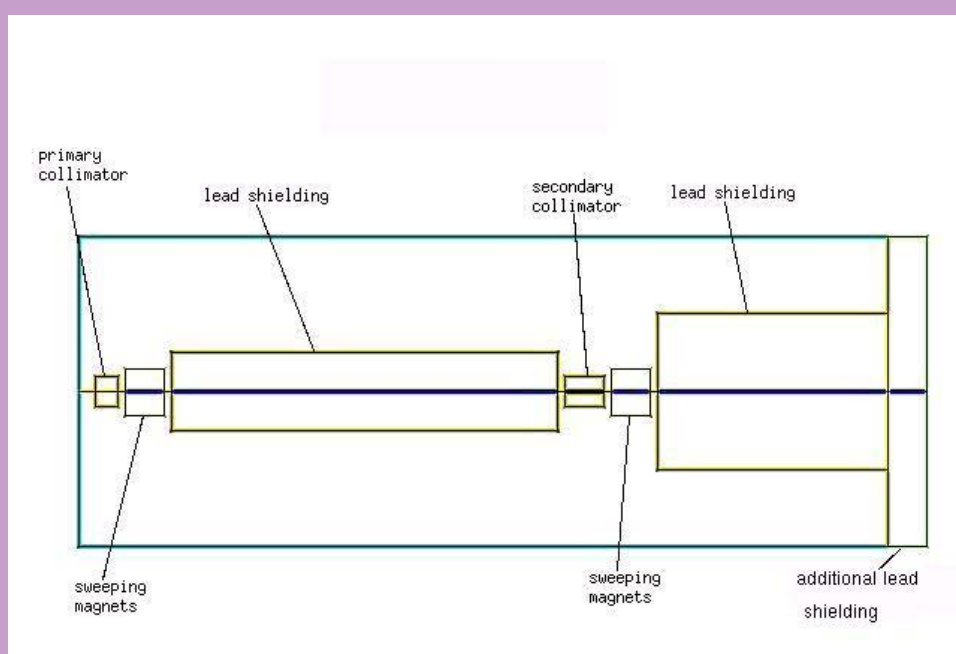 primary
collimator
lead shielding
secondary
collimator
lead shielding
sweeping
magnets
sweeping
magnets
additional lead
shielding